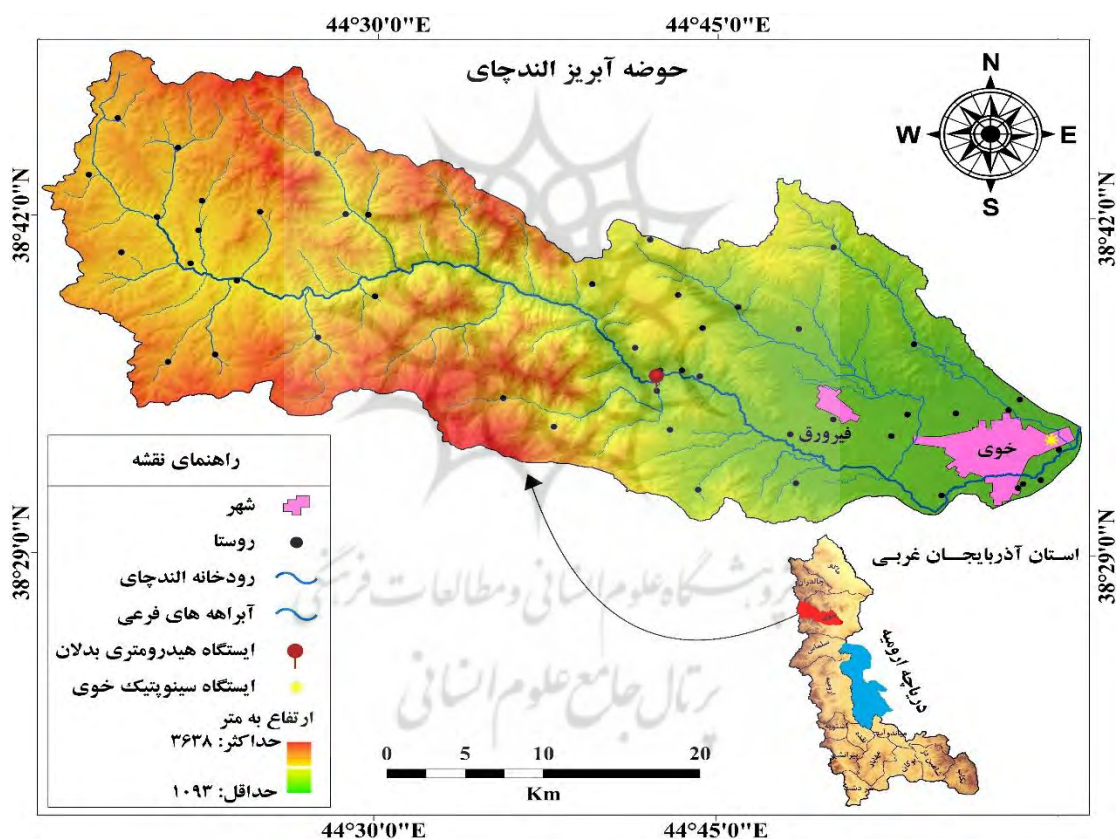 44°30'0"E
44°45'0"E
حوضه آبریز الندچای
N
W
E
S
38°42'0"N
38°42'0"N
فیرورق
خوی
راهنمای نقشه
شهر
روستا
رودخانه الندچای
آبراهه های فرعی
ایستگاه هیدرومتری بدلان
ایستگاه سینوپتیک خوی
ارتفاع به متر
حداکثر: ۳۶۳۸
حداقل: ۱۰۹۳
38°29'0"N
38°29'0"N
استان آذربایجان غربی
چالدران
سلماس
ارومیه
دریاچه ارومیه
پژوهشگاه علوم انسانی و مطالعات فرهنگی
پرتال جامع علوم انسانی
0 5 10 20
Km
44°30'0"E
44°45'0"E